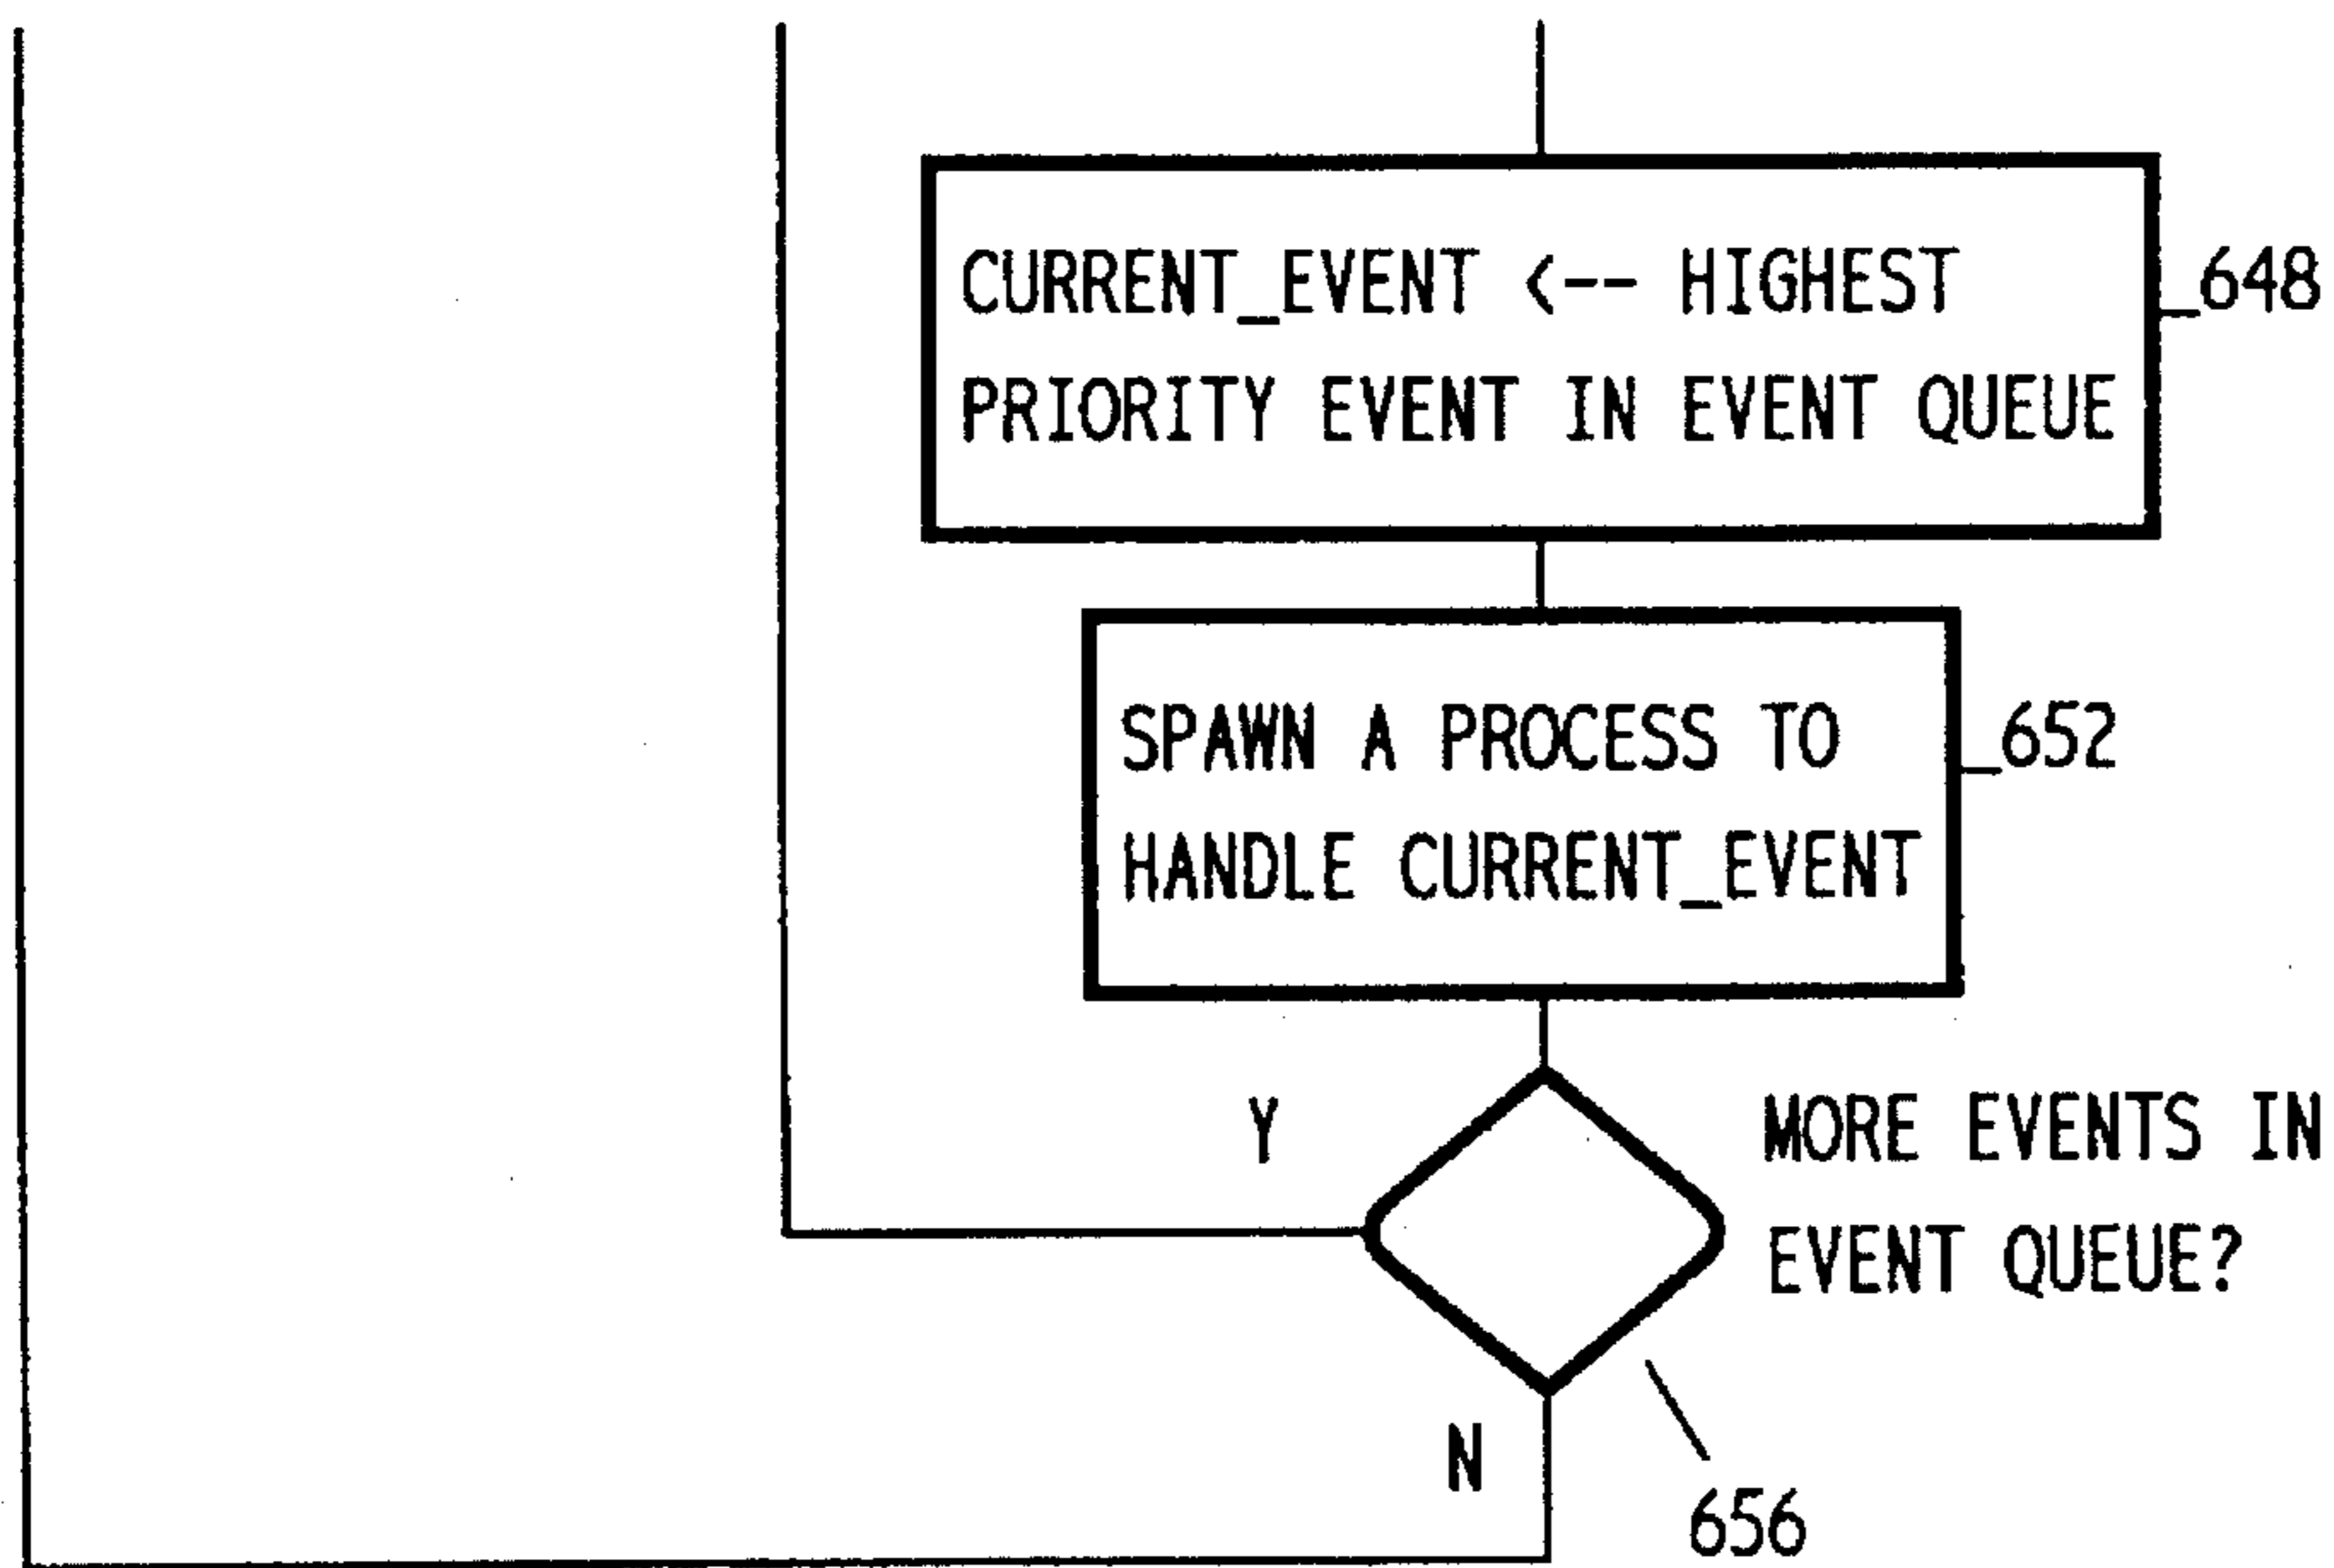 CURRENT_EVENT <-- HIGHEST
PRIORITY EVENT IN EVENT QUEUE
648
SPAWN A PROCESS TO
HANDLE CURRENT_EVENT
652
Y
MORE EVENTS IN
EVENT QUEUE?
N
656